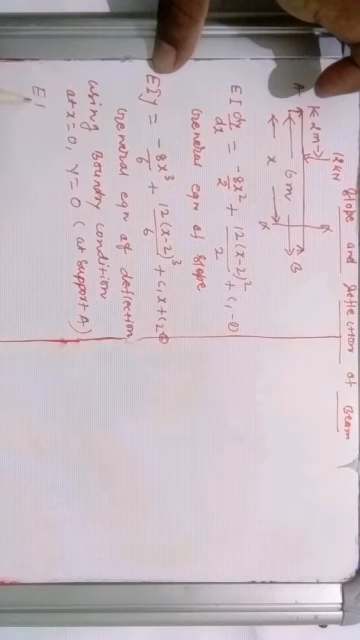 Slope and deflection of Beam
12kN
K 2m
A B
6m
x
x x
EI dy/dx = -8x²/2 + 12(x-2)²/2 + C₁ -①
General eqn of slope
EIy = -8x³/6 + 12(x-2)³/6 + C₁x + C₂ ②
General eqn of deflection
using Boundry condition
at x=0, y=0 (at support A)
EI